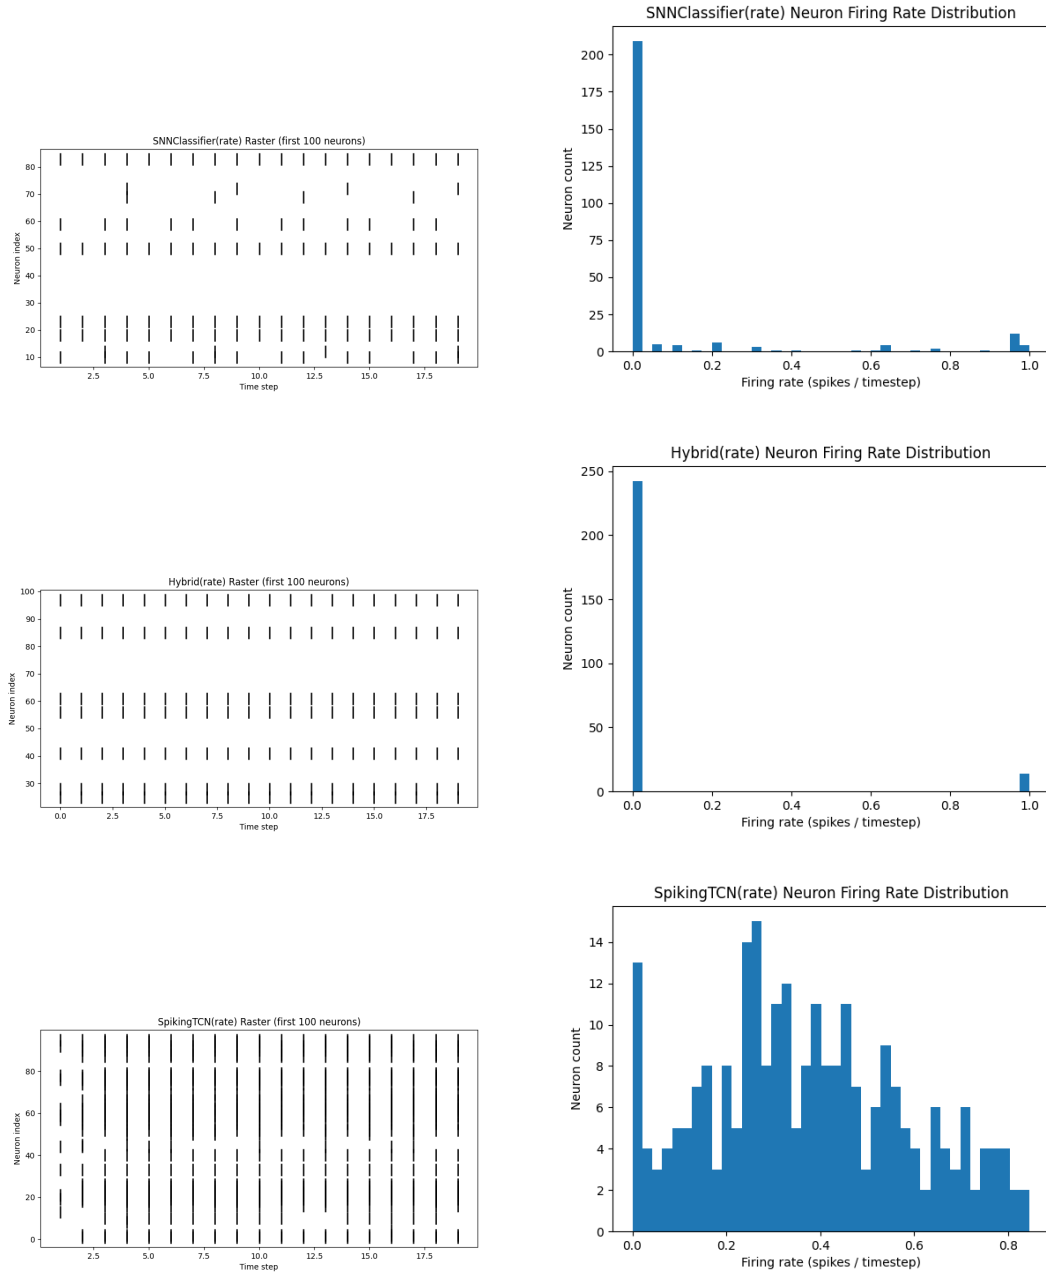 SNNClassifier(rate) Neuron Firing Rate Distribution
200
175
150
125
100
75
50
25
0
Neuron count
0.0 0.2 0.4 0.6 0.8 1.0
Firing rate (spikes / timestep)
SNNClassifier(rate) Raster (first 100 neurons)
80
70
60
50
40
30
20
10
Neuron index
2.5 5.0 7.5 10.0 12.5 15.0 17.5
Time step
Hybrid(rate) Neuron Firing Rate Distribution
250
200
150
100
50
0
Neuron count
0.0 0.2 0.4 0.6 0.8 1.0
Firing rate (spikes / timestep)
Hybrid(rate) Raster (first 100 neurons)
100
90
80
70
60
50
40
30
Neuron index
0.0 2.5 5.0 7.5 10.0 12.5 15.0 17.5
Time step
SpikingTCN(rate) Neuron Firing Rate Distribution
14
12
10
8
6
4
2
0
Neuron count
0.0 0.2 0.4 0.6 0.8
Firing rate (spikes / timestep)
SpikingTCN(rate) Raster (first 100 neurons)
80
60
40
20
0
Neuron index
2.5 5.0 7.5 10.0 12.5 15.0 17.5
Time step